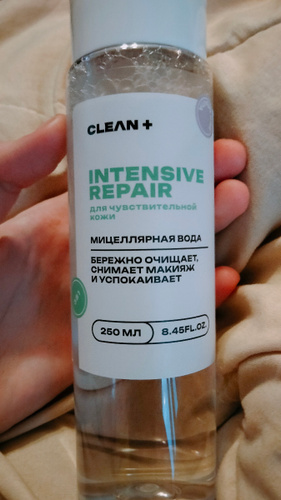 CLEAN +
INTENSIVE
REPAIR
для чувствительной
кожи
МИЦЕЛЛЯРНАЯ ВОДА
БЕРЕЖНО ОЧИЩАЕТ,
СНИМАЕТ МАКИЯЖ
И УСПОКАИВАЕТ
250 МЛ 8.45FL.OZ.